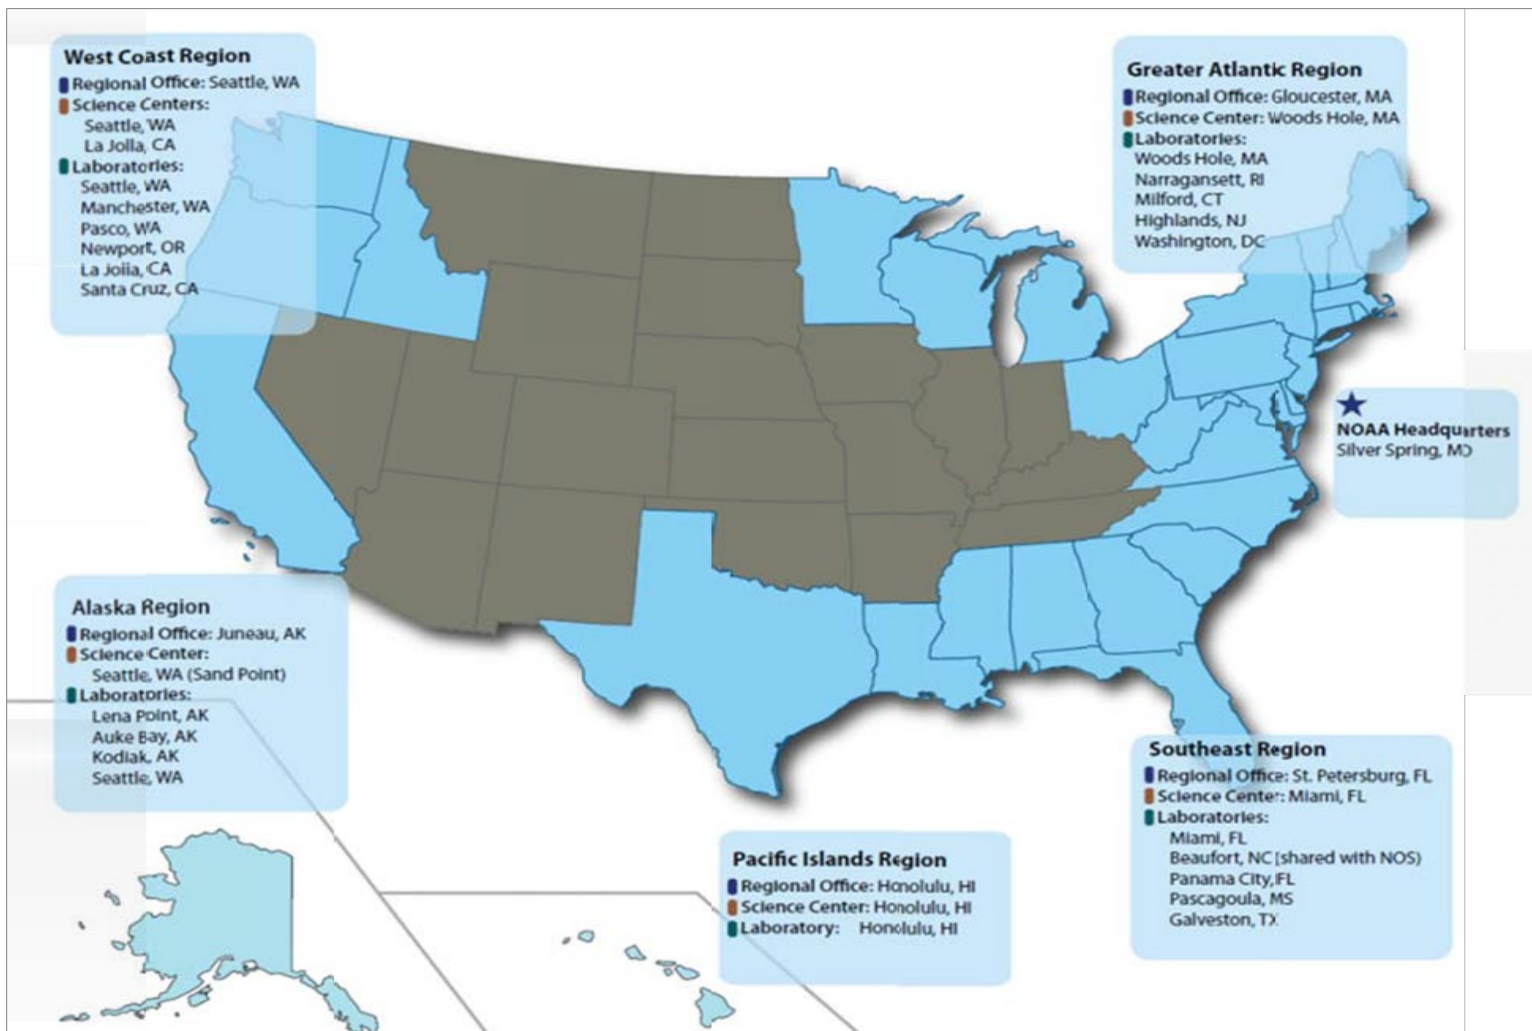 West Coast Region
Regional Office: Seattle, WA
Science Centers:
Seattle, WA
La Jolla, CA
Laboratories:
Seattle, WA
Manchester, WA
Pasco, WA
Newport, OR
La Jolla, CA
Santa Cruz, CA
Greater Atlantic Region
Regional Office: Gloucester, MA
Science Center: Woods Hole, MA
Laboratories:
Woods Hole, MA
Narragansett, RI
Milford, CT
Highlands, NJ
Washington, DC
NOAA Headquarters
Silver Spring, MD
Alaska Region
Regional Office: Juneau, AK
Science Center:
Seattle, WA (Sand Point)
Laboratories:
Lena Point, AK
Auke Bay, AK
Kodiak, AK
Seattle, WA
Pacific Islands Region
Regional Office: Honolulu, HI
Science Center: Honolulu, HI
Laboratory: Honolulu, HI
Southeast Region
Regional Office: St. Petersburg, FL
Science Center: Miami, FL
Laboratories:
Miami, FL
Beaufort, NC (shared with NOS)
Panama City, FL
Pascagoula, MS
Galveston, TX